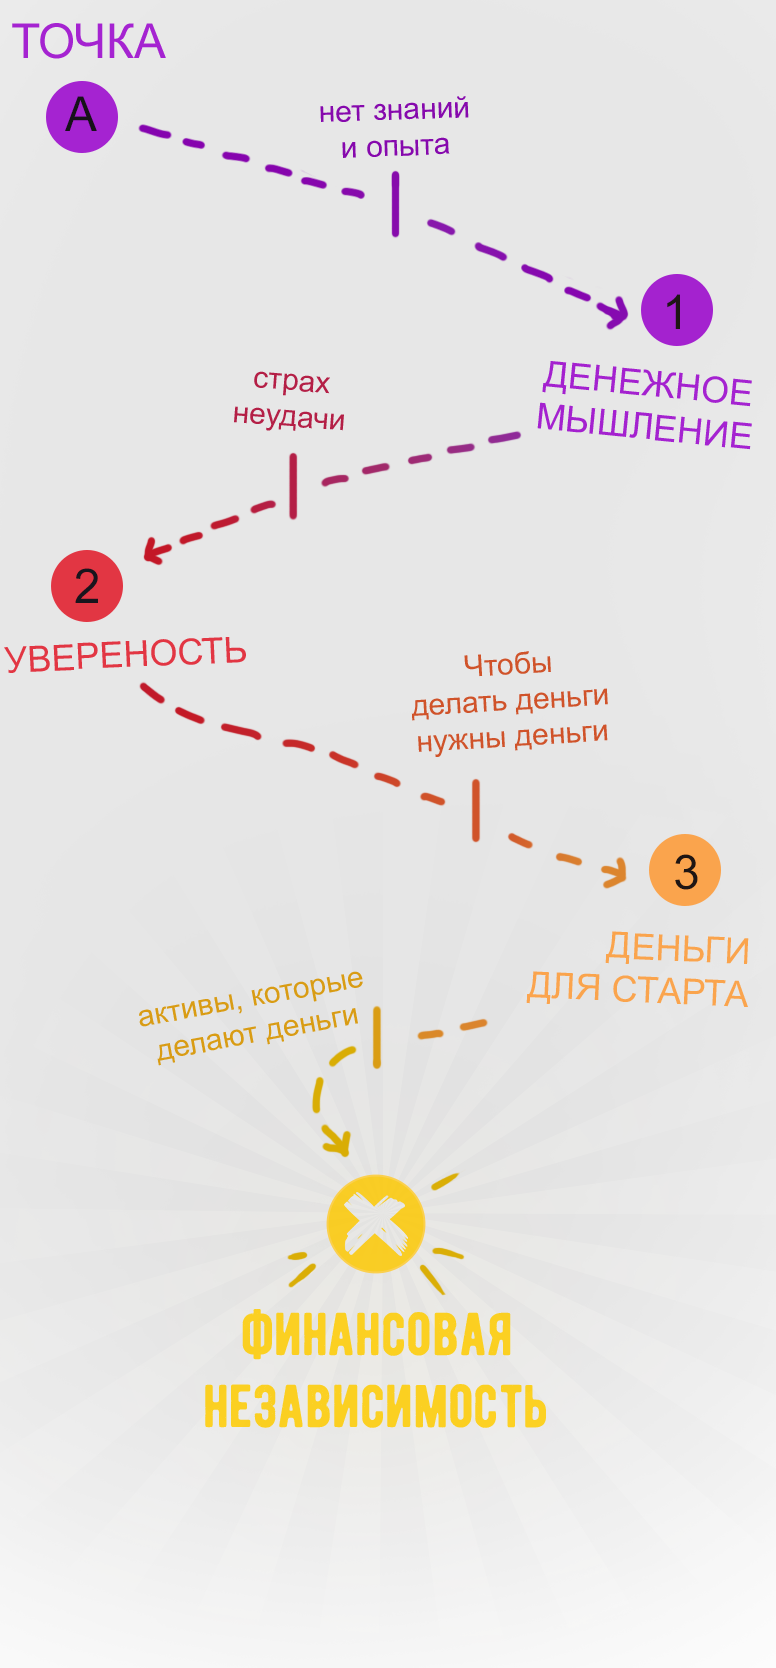 ТОЧКА
А
нет знаний
и опыта
1
ДЕНЕЖНОЕ
МЫШЛЕНИЕ
страх
неудачи
2
УВЕРЕНОСТЬ
Чтобы
делать деньги
нужны деньги
3
ДЕНЬГИ
ДЛЯ СТАРТА
активы, которые
делают деньги
ФИНАНСОВАЯ
НЕЗАВИСИМОСТЬ